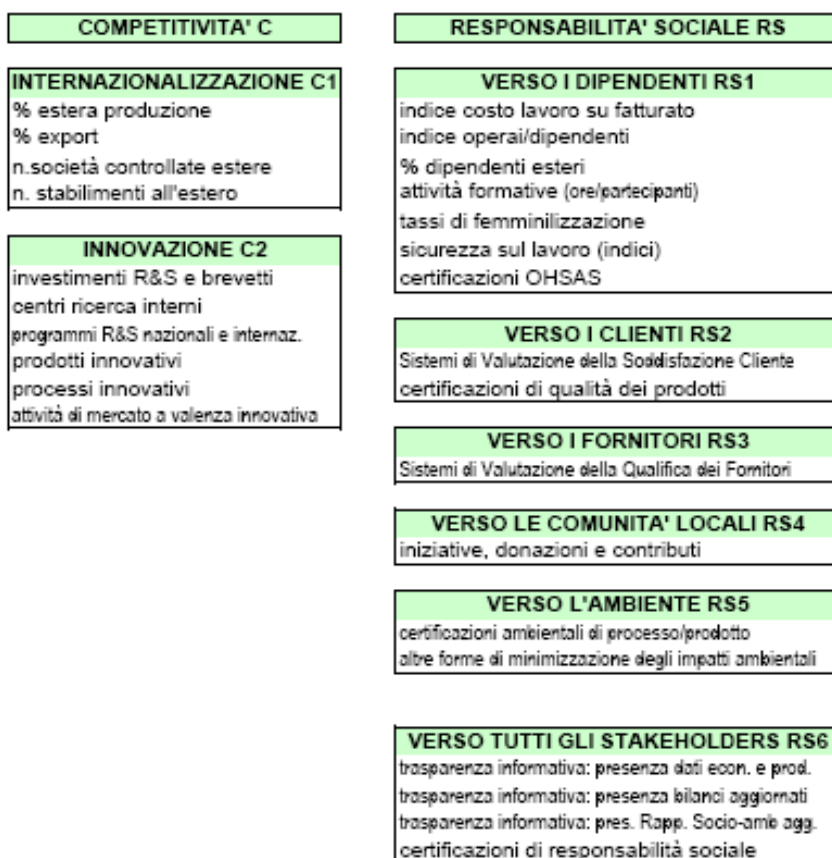 COMPETITIVITA' C
INTERNAZIONALIZZAZIONE C1
% estera produzione
% export
n.società controllate estere
n. stabilimenti all'estero
INNOVAZIONE C2
investimenti R&S e brevetti
centri ricerca interni
programmi R&S nazionali e internaz.
prodotti innovativi
processi innovativi
attività di mercato a valenza innovativa
RESPONSABILITA' SOCIALE RS
VERSO I DIPENDENTI RS1
indice costo lavoro su fatturato
indice operai/dipendenti
% dipendenti esteri
attività formative (ore/partecipanti)
tassi di femminilizzazione
sicurezza sul lavoro (indici)
certificazioni OHSAS
VERSO I CLIENTI RS2
Sistemi di Valutazione della Soddisfazione Cliente
certificazioni di qualità dei prodotti
VERSO I FORNITORI RS3
Sistemi di Valutazione della Qualifica dei Fornitori
VERSO LE COMUNITA' LOCALI RS4
iniziative, donazioni e contributi
VERSO L'AMBIENTE RS5
certificazioni ambientali di processo/prodotto
altre forme di minimizzazione degli impatti ambientali
VERSO TUTTI GLI STAKEHOLDERS RS6
trasparenza informativa: presenza dati econ. e prod.
trasparenza informativa: presenza bilanci aggiornati
trasparenza informativa: pres. Rapp. Socio-amb agg.
certificazioni di responsabilità sociale